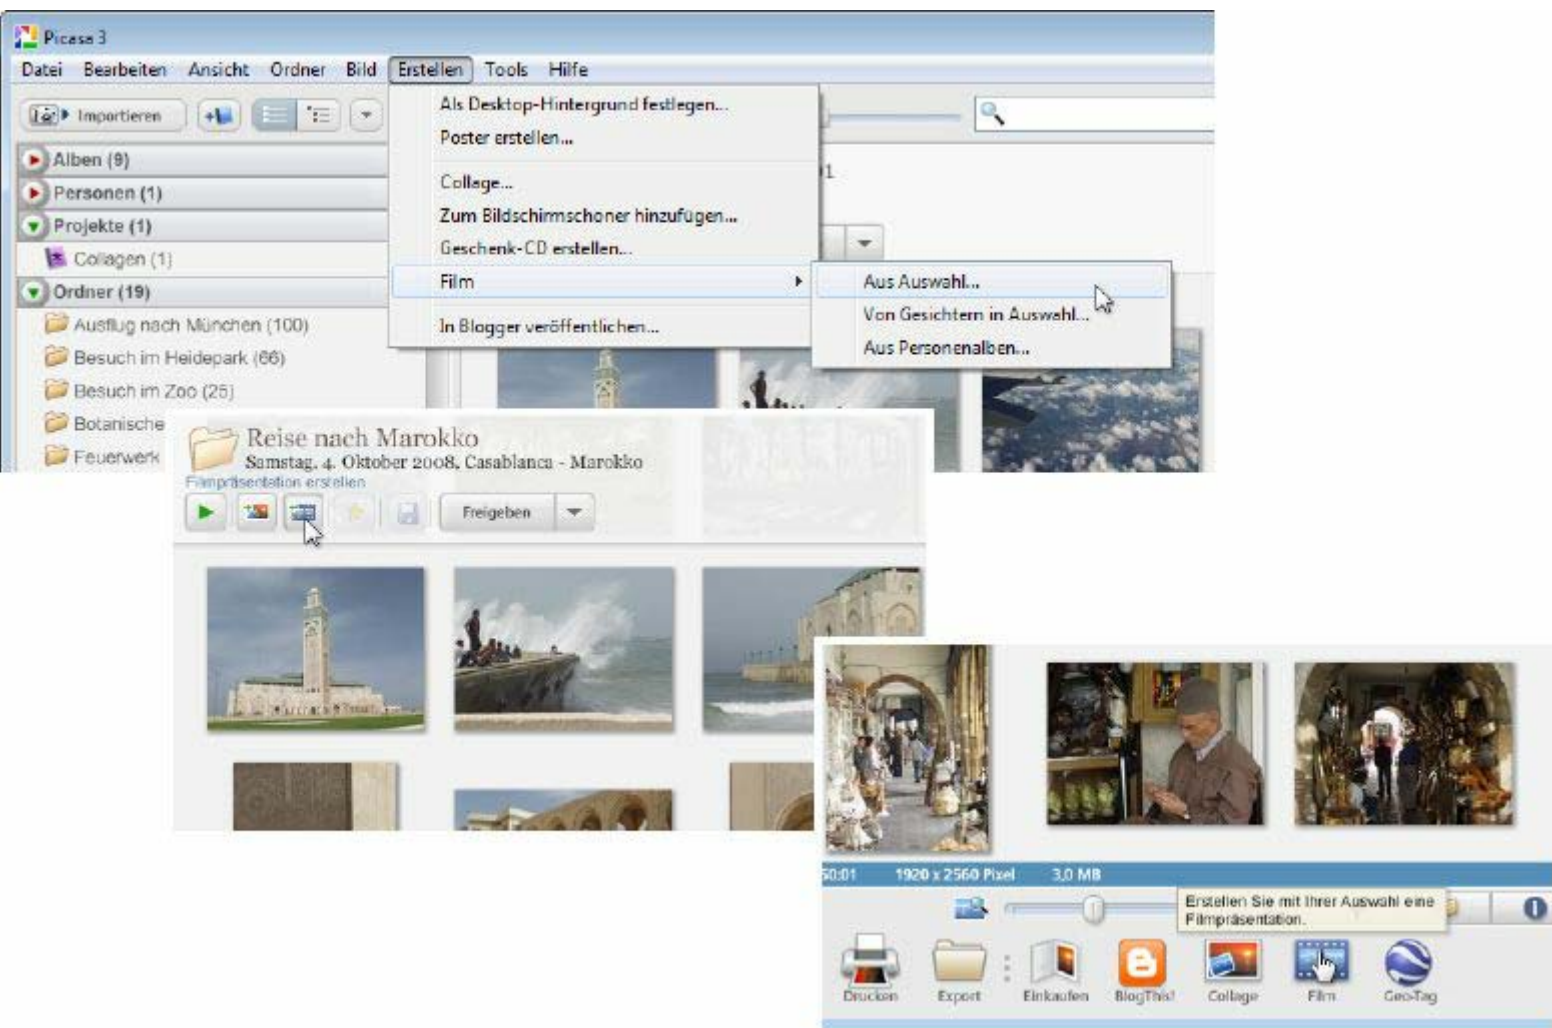 Picasa 3
Datei Bearbeiten Ansicht Ordner Bild Erstellen Tools Hilfe
Importieren
Alben (9)
Personen (1)
Projekte (1)
Collagen (1)
Ordner (19)
Ausflug nach München (100)
Besuch im Heidepark (66)
Besuch im Zoo (25)
Botanische
Feuerwerk
Als Desktop-Hintergrund festlegen...
Poster erstellen...
Collage...
Zum Bildschirmschoner hinzufügen...
Geschenk-CD erstellen...
Film
In Blogger veröffentlichen...
Aus Auswahl...
Von Gesichtern in Auswahl...
Aus Personenalben...
Reise nach Marokko
Samstag, 4. Oktober 2008, Casablanca - Marokko
Filmpräsentation erstellen
Freigeben
50:01 1920 x 2560 Pixel 3,0 MB
Erstellen Sie mit Ihrer Auswahl eine
Filmpräsentation.
Drucken Export Einkaufen BlogThis! Collage Film Geo-Tag